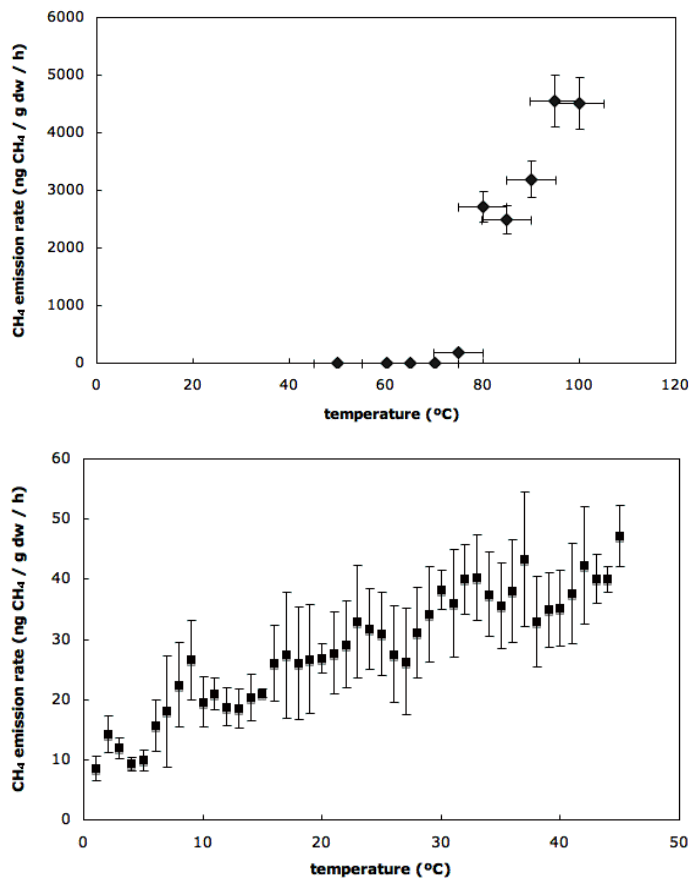 6000
5000
4000
3000
2000
1000
0
0 20 40 60 80 100 120
temperature (ºC)
CH₄ emission rate (ng CH₄ / g dw / h)
60
50
40
30
20
10
0
0 10 20 30 40 50
temperature (ºC)
CH₄ emission rate (ng CH₄ / g dw / h)